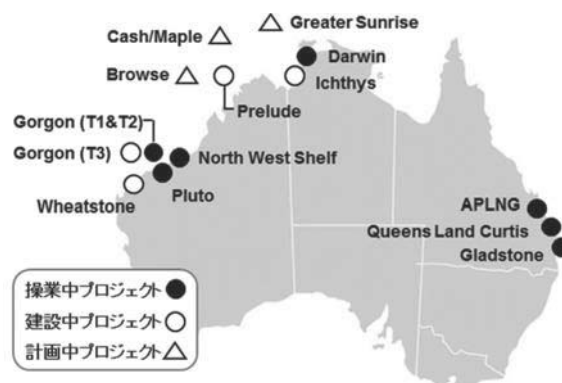 Greater Sunrise
Cash/Maple
Darwin
Browse
Ichthys
Prelude
Gorgon (T1&T2)
Gorgon (T3)
North West Shelf
Pluto
Wheatstone
APLNG
Queens Land Curtis
Gladstone
操業中プロジェクト
建設中プロジェクト
計画中プロジェクト